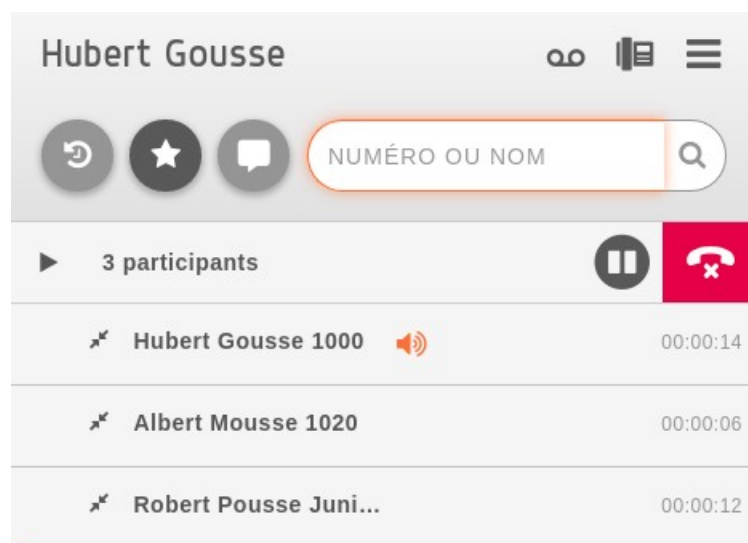 Hubert Gousse
NUMÉRO OU NOM
3 participants
Hubert Gousse 1000 00:00:14
Albert Mousse 1020 00:00:06
Robert Pousse Juni... 00:00:12